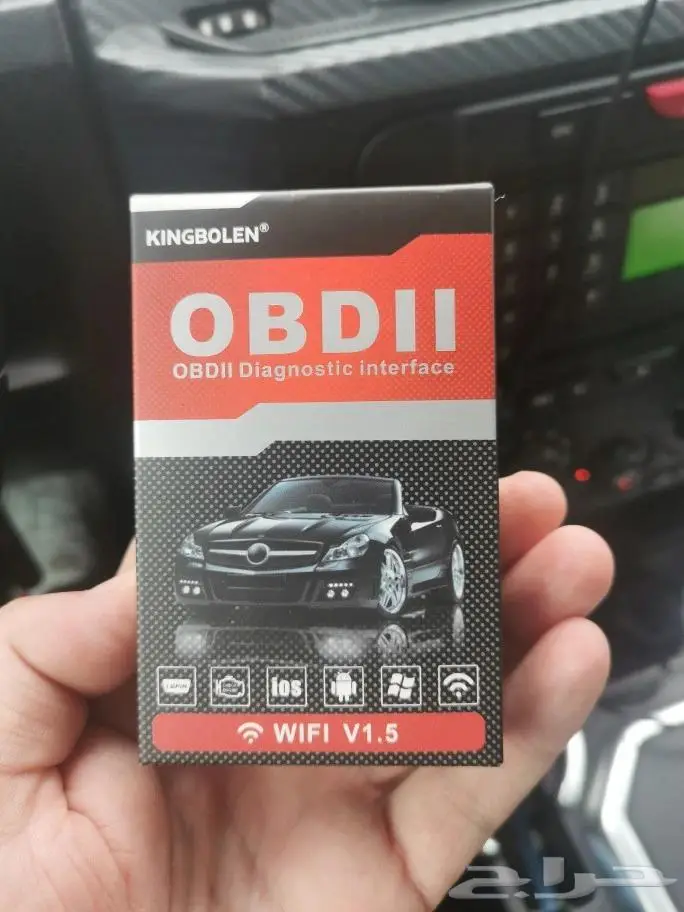 KINGBOLEN®
OBDII
OBDII Diagnostic interface
ios
WIFI V1.5
حراج